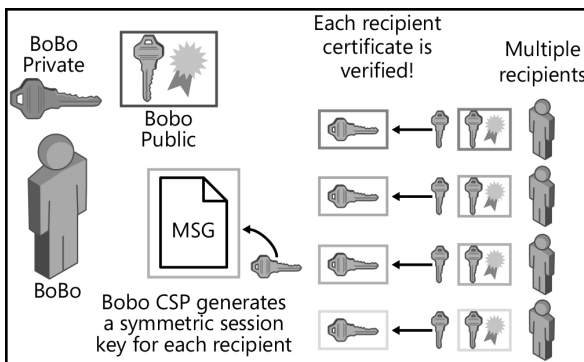 BoBo
Private
Bobo
Public
Each recipient
certificate is
verified!
Multiple
recipients
MSG
BoBo
Bobo CSP generates
a symmetric session
key for each recipient